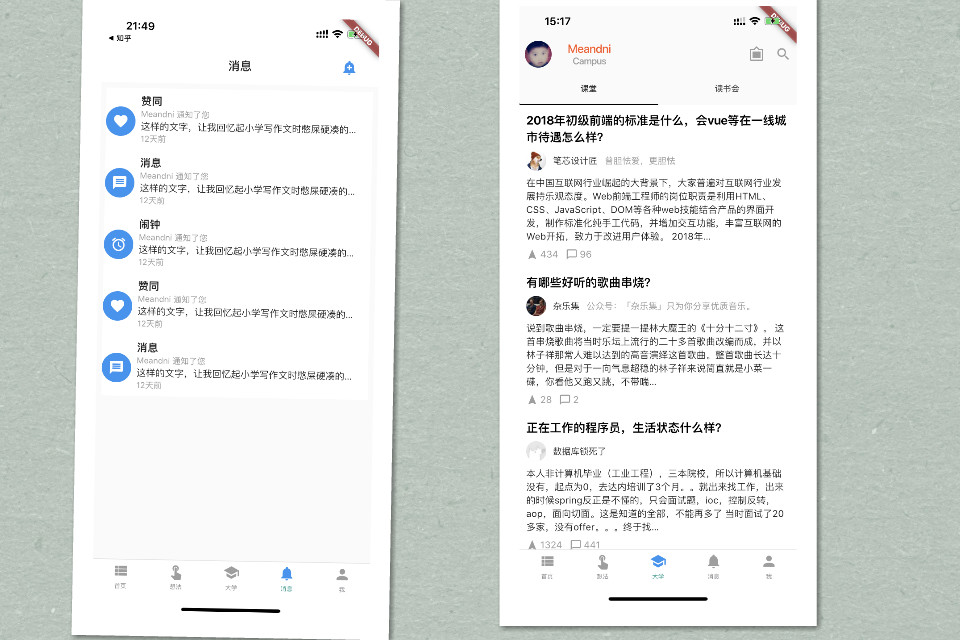 21:49
◀ 知乎
DEBUG
消息
赞同
Meandni 通知了您
这样的文字，让我回忆起小学写作文时憋屎硬凑的...
12天前
消息
Meandni 通知了您
这样的文字，让我回忆起小学写作文时憋屎硬凑的...
12天前
闹钟
Meandni 通知了您
这样的文字，让我回忆起小学写作文时憋屎硬凑的...
12天前
赞同
Meandni 通知了您
这样的文字，让我回忆起小学写作文时憋屎硬凑的...
12天前
消息
Meandni 通知了您
这样的文字，让我回忆起小学写作文时憋屎硬凑的...
12天前
首页 想法 大学 消息 我
15:17
DEBUG
Meandni
Campus
课堂 读书会
2018年初级前端的标准是什么，会vue等在一线城
市待遇怎么样?
笔芯设计匠 昔胆怯爱，更胆怯
在中国互联网行业崛起的大背景下，大家普遍对互联网行业发
展持乐观态度。Web前端工程师的岗位职责是利用HTML、
CSS、JavaScript、DOM等各种web技能结合产品的界面开
发，制作标准化纯手工代码，并增加交互功能，丰富互联网的
Web开拓，致力于改进用户体验。 2018年...
434 96
有哪些好听的歌曲串烧?
杂乐集 公众号：「杂乐集」只为你分享优质音乐。
说到歌曲串烧，一定要提一提林大魔王的《十分十二寸》。 这
首串烧歌曲将当时乐坛上流行的二十多首歌曲改编而成，并以
林子祥那常人难以达到的高音演绎这首歌曲，整首歌曲长达十
分钟，但是对于一向气息超稳的林子祥来说简直就是小菜一
碟，你看他又跑又跳，不带喘...
28 2
正在工作的程序员，生活状态什么样?
数据库锁死了
本人非计算机毕业（工业工程），三本院校，所以计算机基础
没有，起点为0，去达内培训了3个月。。就出来找工作，出来
的时候spring反正是不懂的，只会面试题，ioc，控制反转，
aop，面向切面。这是知道的全部，不能再多了 当时面试了20
多家，没有offer。。。终于找...
1324 441
首页 想法 大学 消息 我